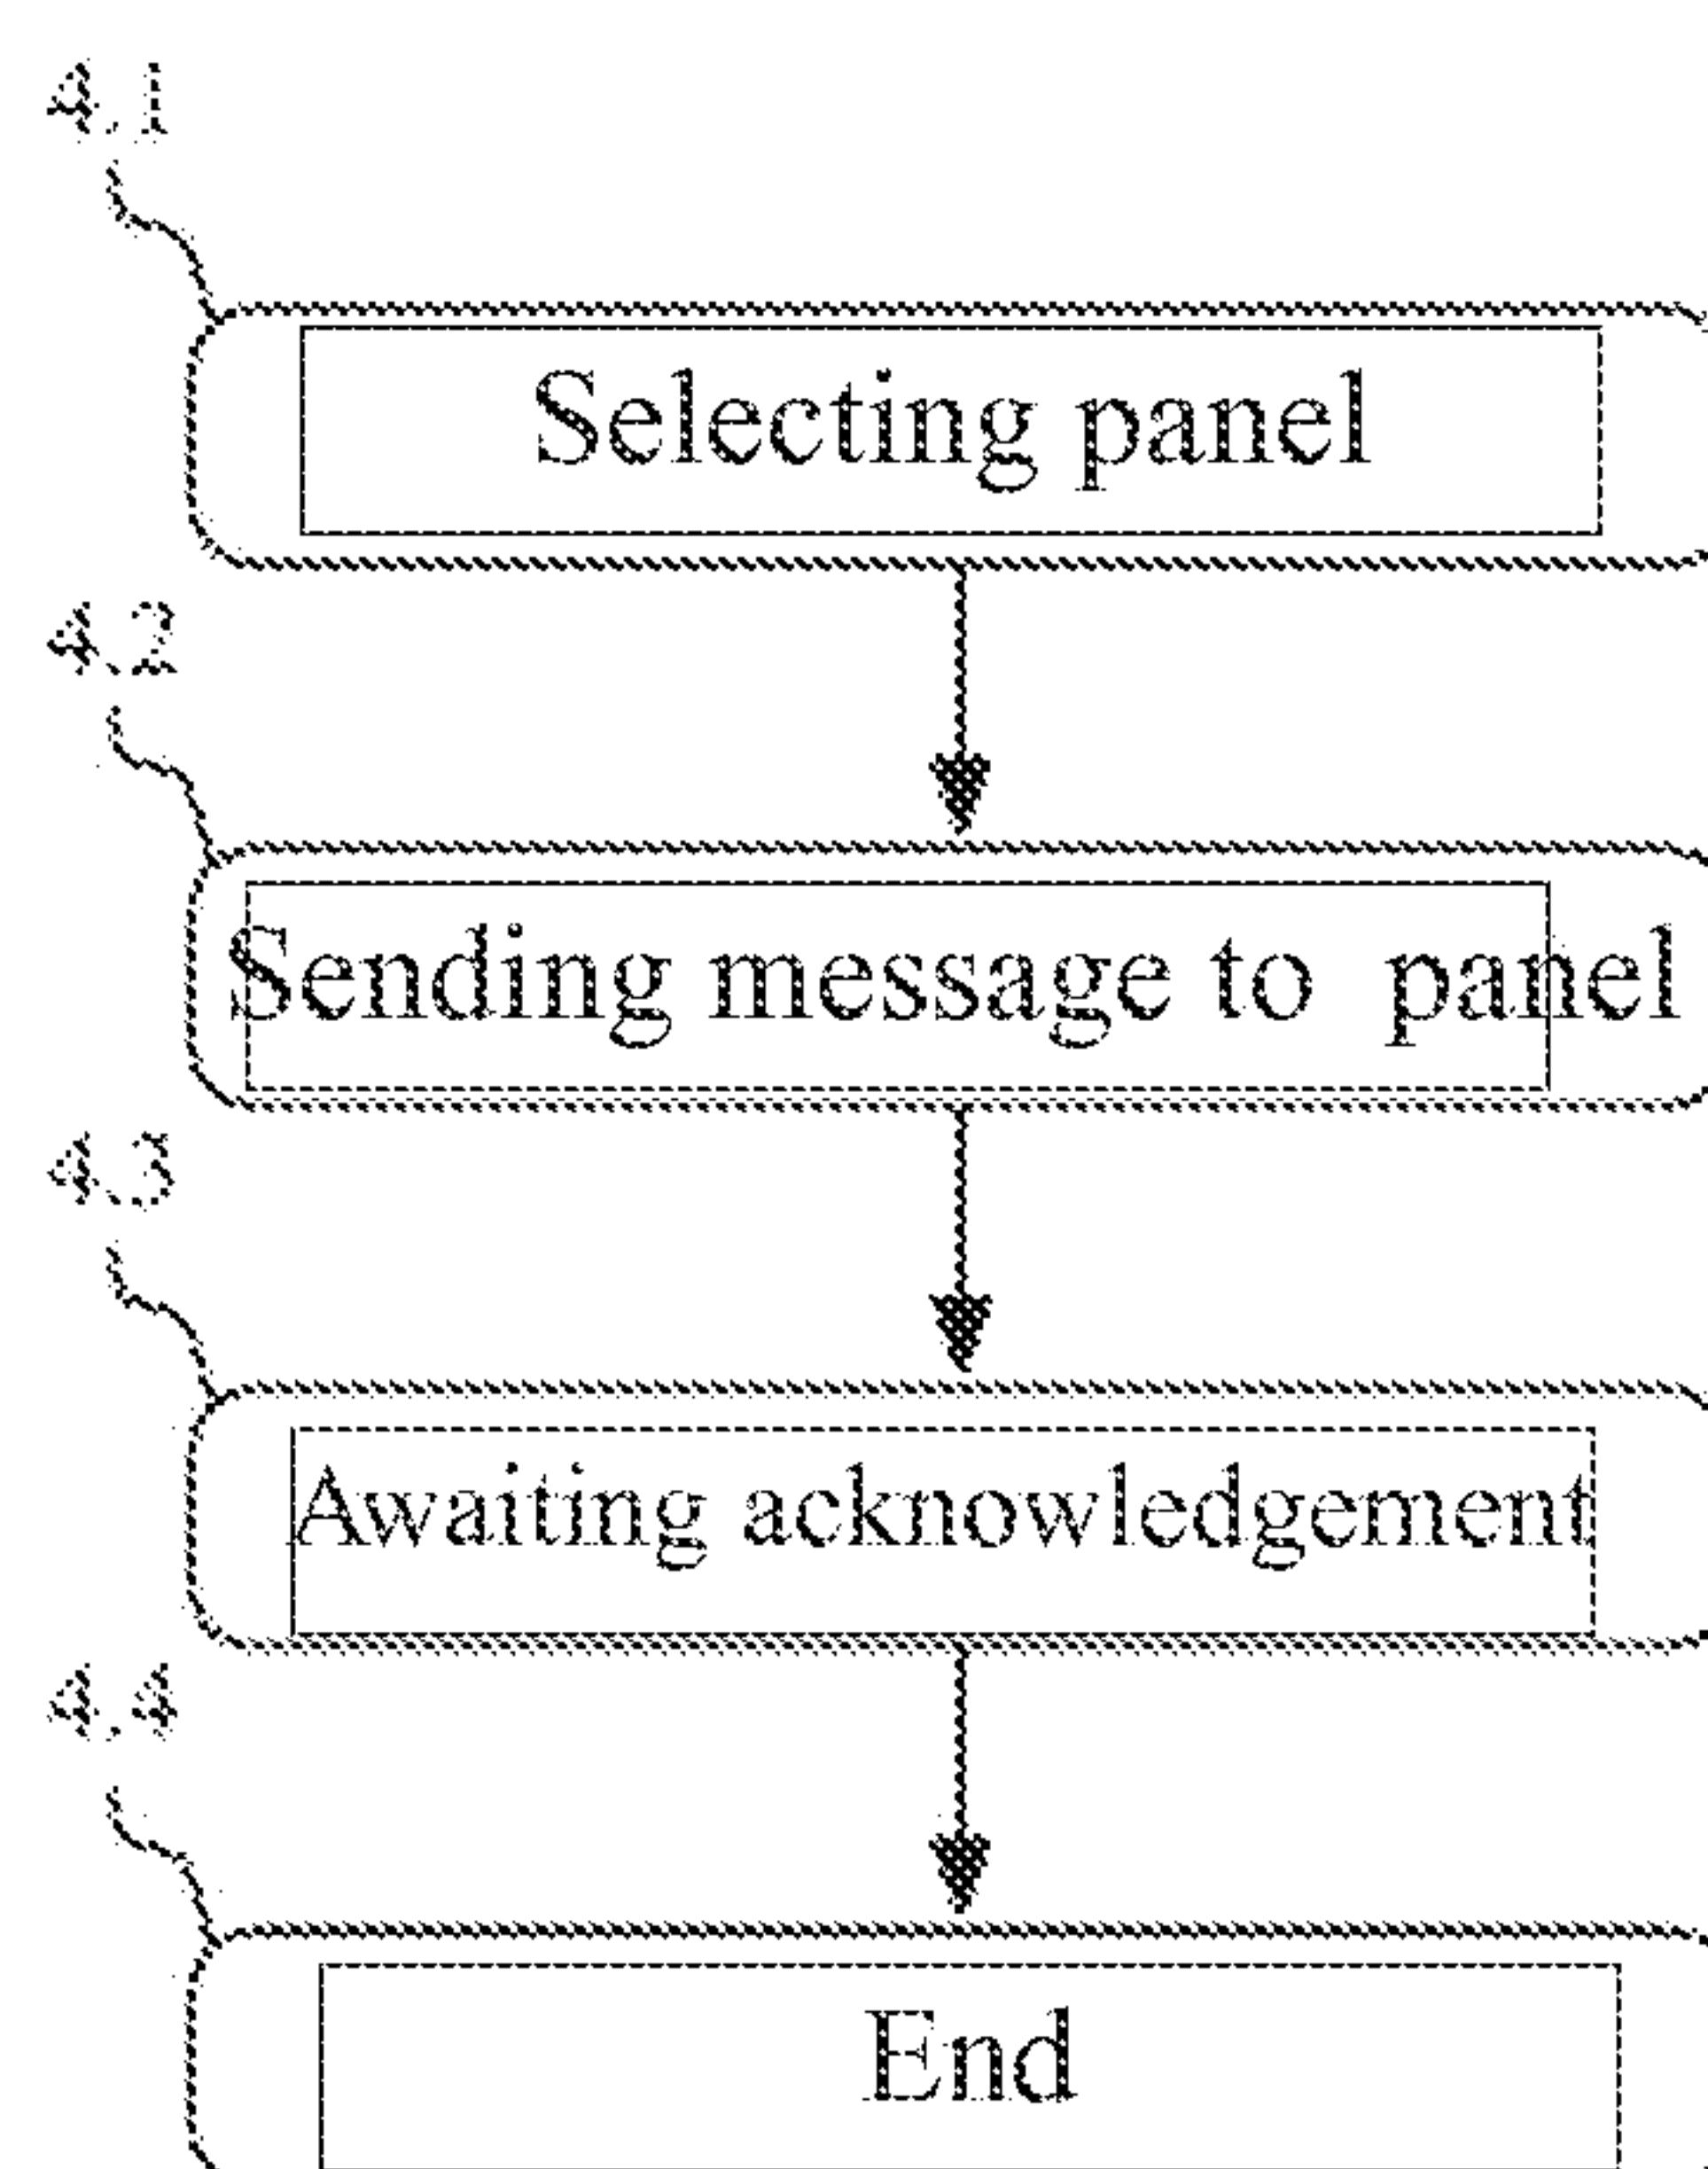 4.1
Selecting panel
4.2
Sending message to panel
4.3
Awaiting acknowledgement
4.4
End